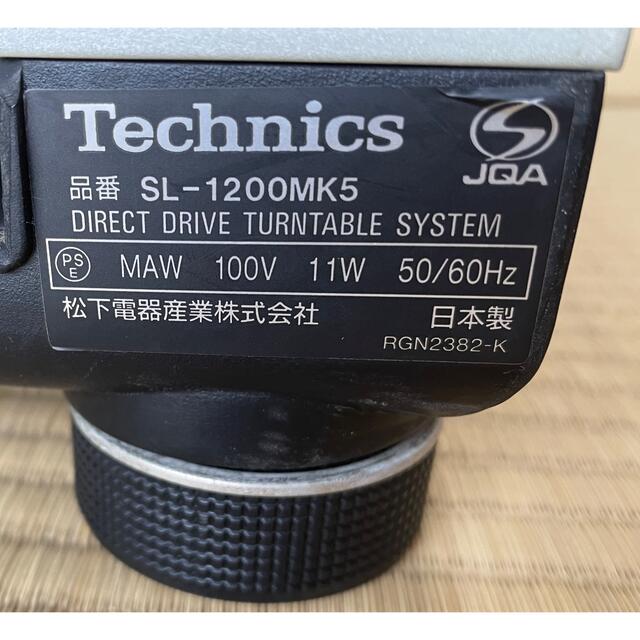 Technics
JQA
品番 SL-1200MK5
DIRECT DRIVE TURNTABLE SYSTEM
PS E MAW 100V 11W 50/60Hz
松下電器産業株式会社 日本製
RGN2382-K